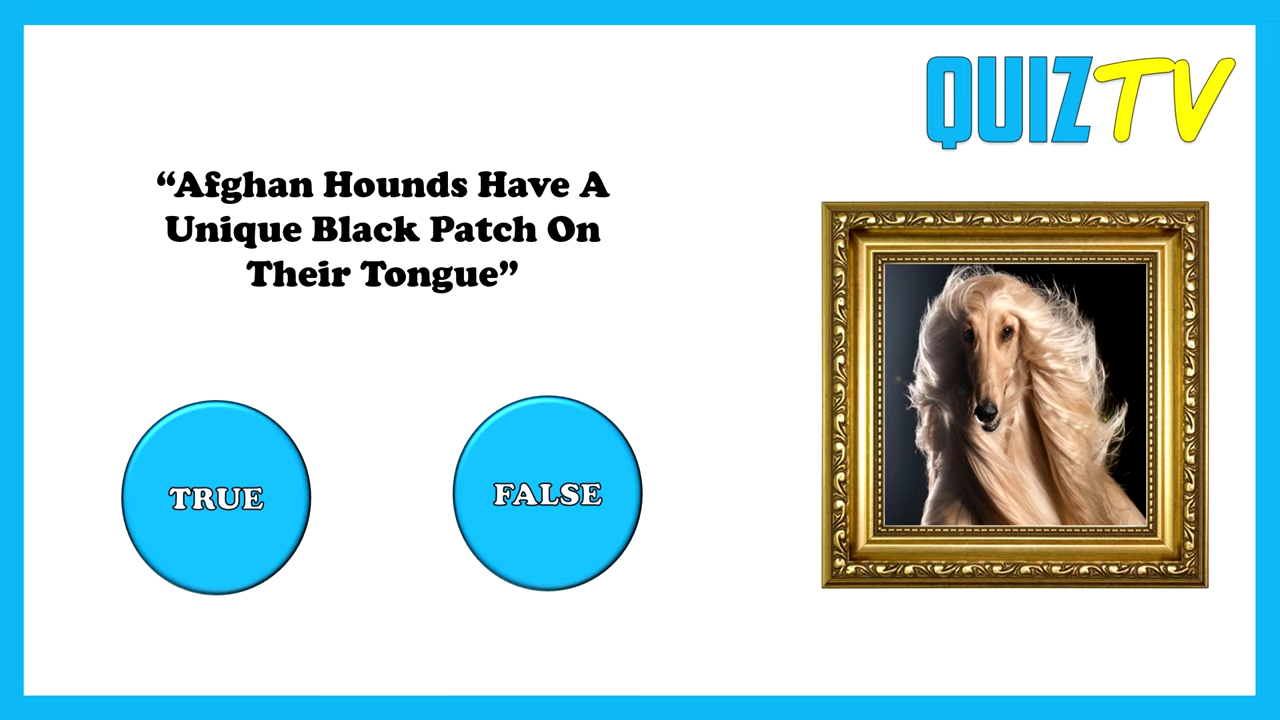 QUIZTV
“Afghan Hounds Have A
Unique Black Patch On
Their Tongue”
TRUE
FALSE